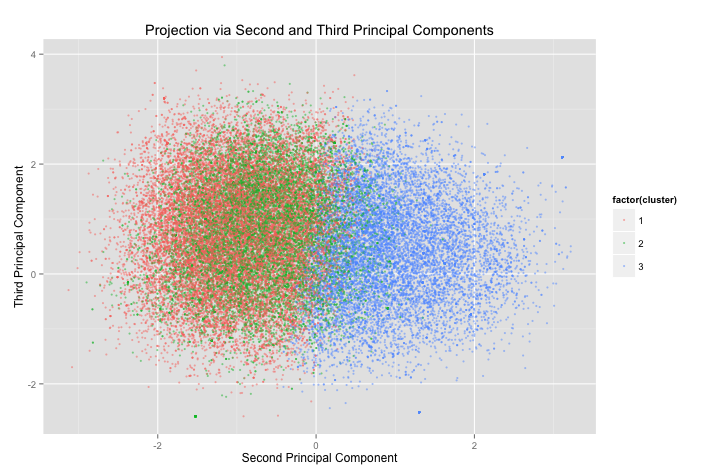 Projection via Second and Third Principal Components
4
2
0
-2
Third Principal Component
-2
0
2
Second Principal Component
factor(cluster)
1
2
3